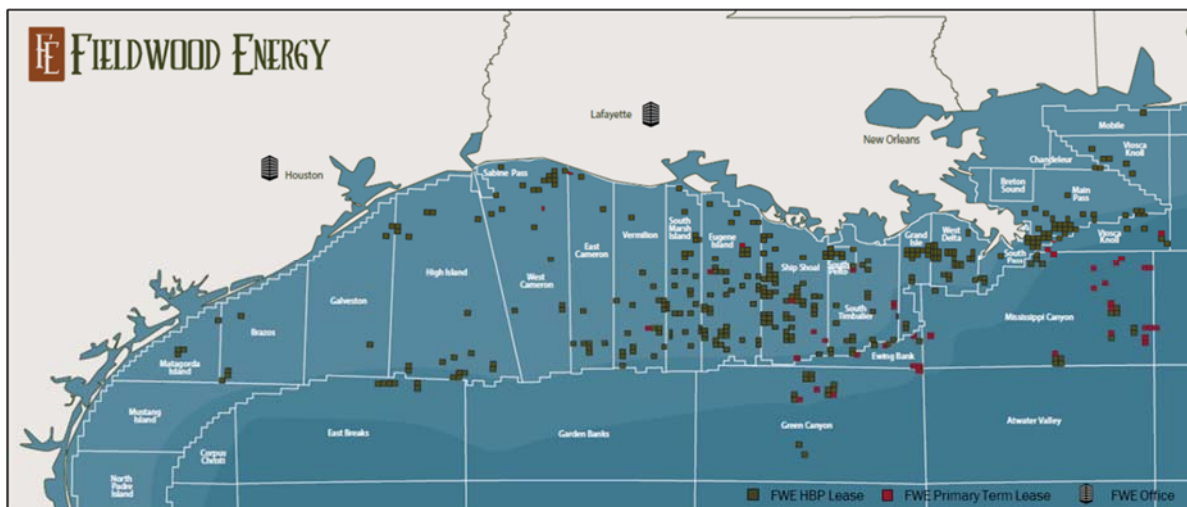 FE FIELDWOOD ENERGY
Lafayette
New Orleans
Houston
Mobile
Viosca
Knoll
Chandeleur
Breton
Sound
Main
Pass
Sabine Pass
South
Marsh
Island
Eugene
Island
Grand
Isle
West
Delta
South
Pass
Viosca
Knoll
East
Cameron
Vermilion
High Island
West
Cameron
Ship Shoal
South
Pelto
Galveston
South
Timbalier
Mississippi Canyon
Brazos
Matagorda
Island
Ewing Bank
Mustang
Island
East Breaks
Garden Banks
Green Canyon
Atwater Valley
Corpus
Christi
North
Padre
Island
FWE HBP Lease
FWE Primary Term Lease
FWE Office